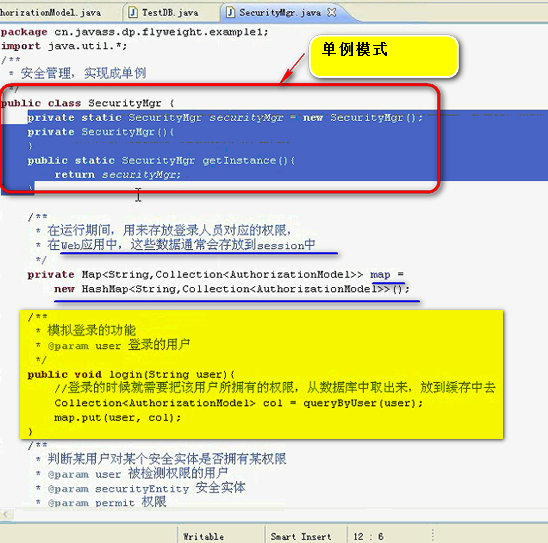 horizationModel.java TestDB.java SecurityMgr.java
package cn.javass.dp.flyweight.example1;
import java.util.*;
/**
* 安全管理，实现成单例
*/
单例模式
public class SecurityMgr {
private static SecurityMgr securityMgr = new SecurityMgr();
private SecurityMgr(){
}
public static SecurityMgr getInstance(){
return securityMgr;
}
/**
* 在运行期间，用来存放登录人员对应的权限，
* 在Web应用中，这些数据通常会存放到session中
*/
private Map<String,Collection<AuthorizationModel>> map =
new HashMap<String,Collection<AuthorizationModel>>();
/**
* 模拟登录的功能
* @param user 登录的用户
*/
public void login(String user){
//登录的时候就需要把该用户所拥有的权限，从数据库中取出来，放到缓存中去
Collection<AuthorizationModel> col = queryByUser(user);
map.put(user, col);
}
/**
* 判断某用户对某个安全实体是否拥有某权限
* @param user 被检测权限的用户
* @param securityEntity 安全实体
* @param permit 权限
Writable Smart Insert 12 : 6